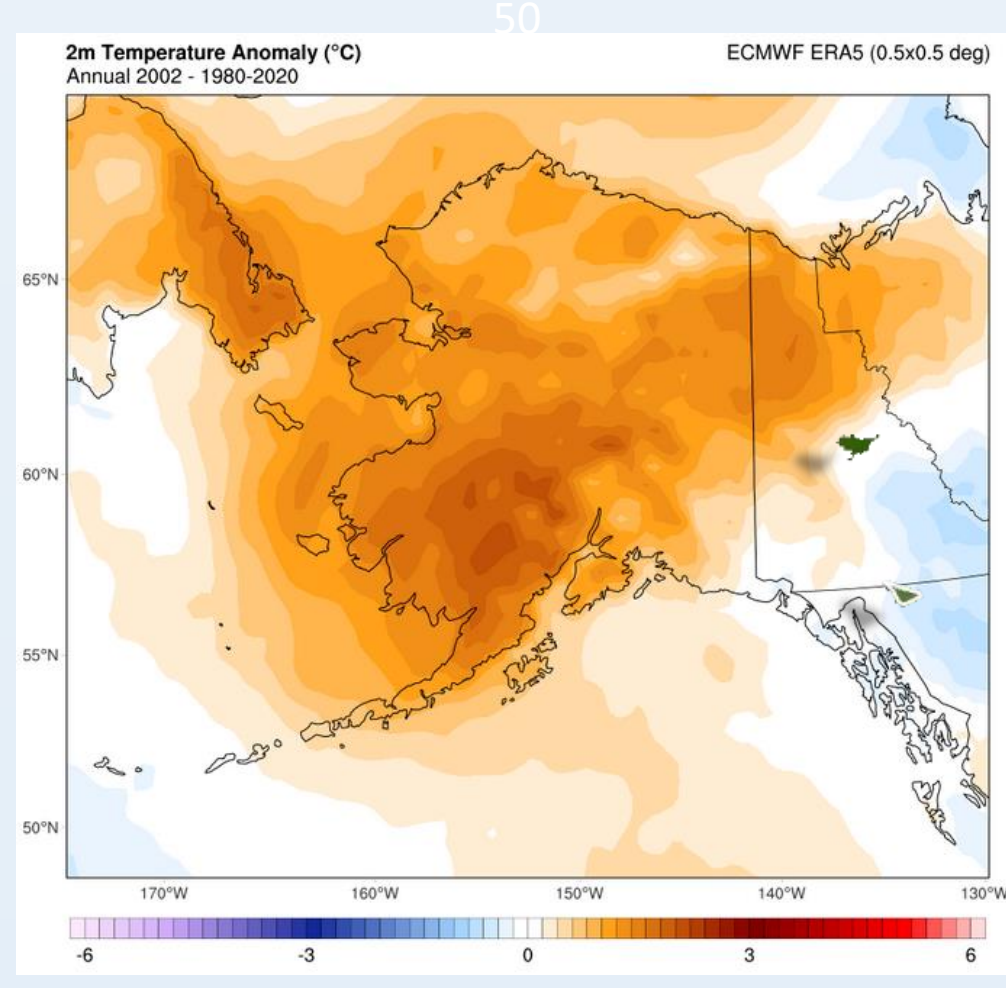 50
2m Temperature Anomaly (°C)
ECMWF ERA5 (0.5x0.5 deg)
Annual 2002 - 1980-2020
65°N
60°N
55°N
50°N
170°W 160°W 150°W 140°W 130°W
-6 -3 0 3 6